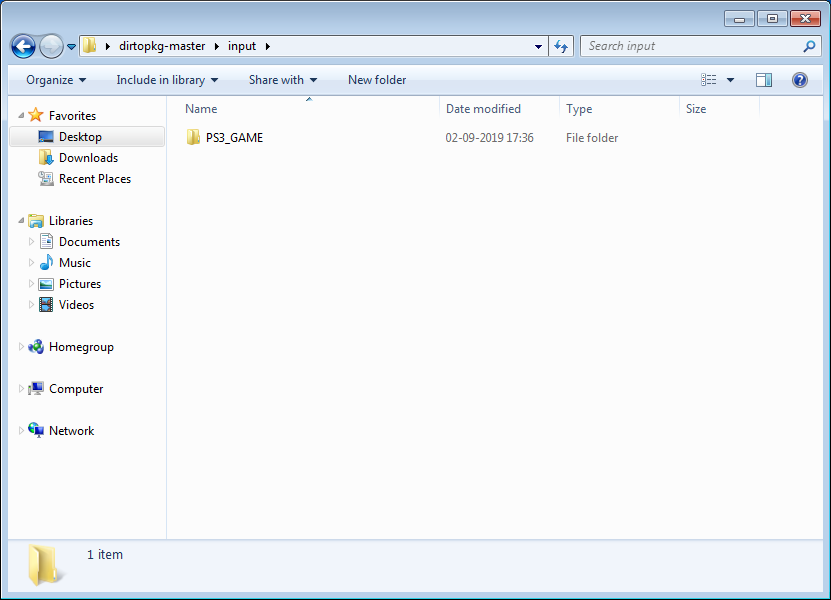 dirtopkg-master input
Search input
Organize Include in library Share with New folder
Favorites
Desktop
Downloads
Recent Places
Libraries
Documents
Music
Pictures
Videos
Homegroup
Computer
Network
Name Date modified Type Size
PS3_GAME 02-09-2019 17:36 File folder
1 item